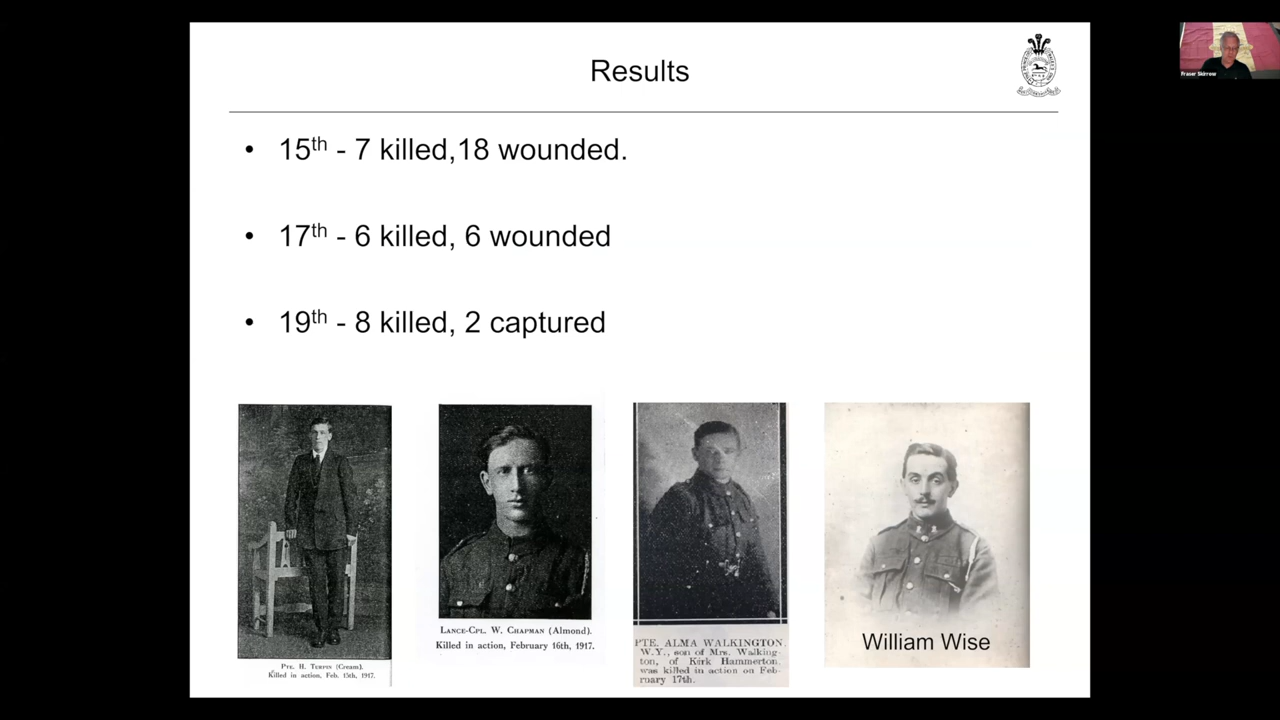 Results
Fraser Skirrow
• 15th - 7 killed,18 wounded.
• 17th - 6 killed, 6 wounded
• 19th - 8 killed, 2 captured
Pte. H. Turpin (Cream).
Killed in action, Feb. 15th, 1917.
Lance-Cpl. W. Chapman (Almond).
Killed in action, February 16th, 1917.
PTE. ALMA WALKINGTON,
W.Y., son of Mrs. Walking-
ton, of Kirk Hammerton,
was killed in action on Feb-
ruary 17th.
William Wise